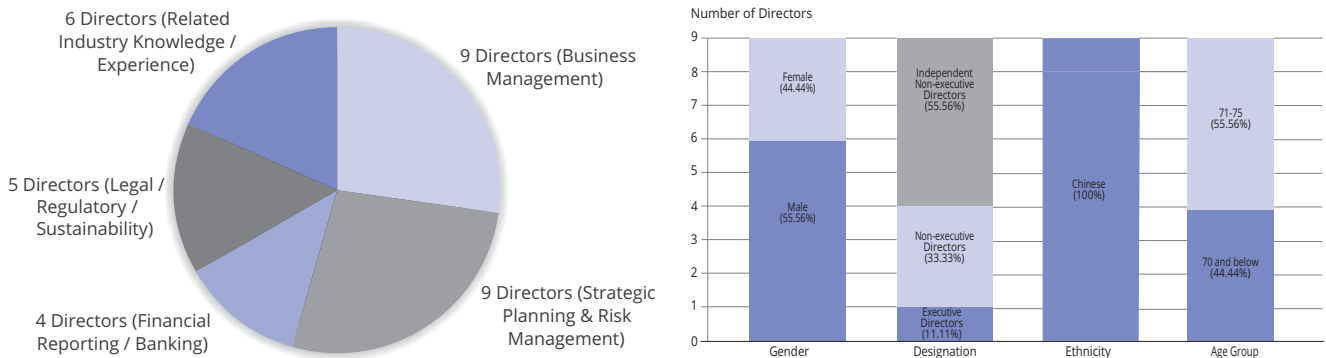 6 Directors (Related
Industry Knowledge /
Experience)
9 Directors (Business
Management)
5 Directors (Legal /
Regulatory /
Sustainability)
4 Directors (Financial
Reporting / Banking)
9 Directors (Strategic
Planning & Risk
Management)
Number of Directors
9
8
7
6
5
4
3
2
1
0
Female
(44.44%)
Male
(55.56%)
Gender
Independent
Non-executive
Directors
(55.56%)
Non-executive
Directors
(33.33%)
Executive
Directors
(11.11%)
Designation
Chinese
(100%)
Ethnicity
71-75
(55.56%)
70 and below
(44.44%)
Age Group